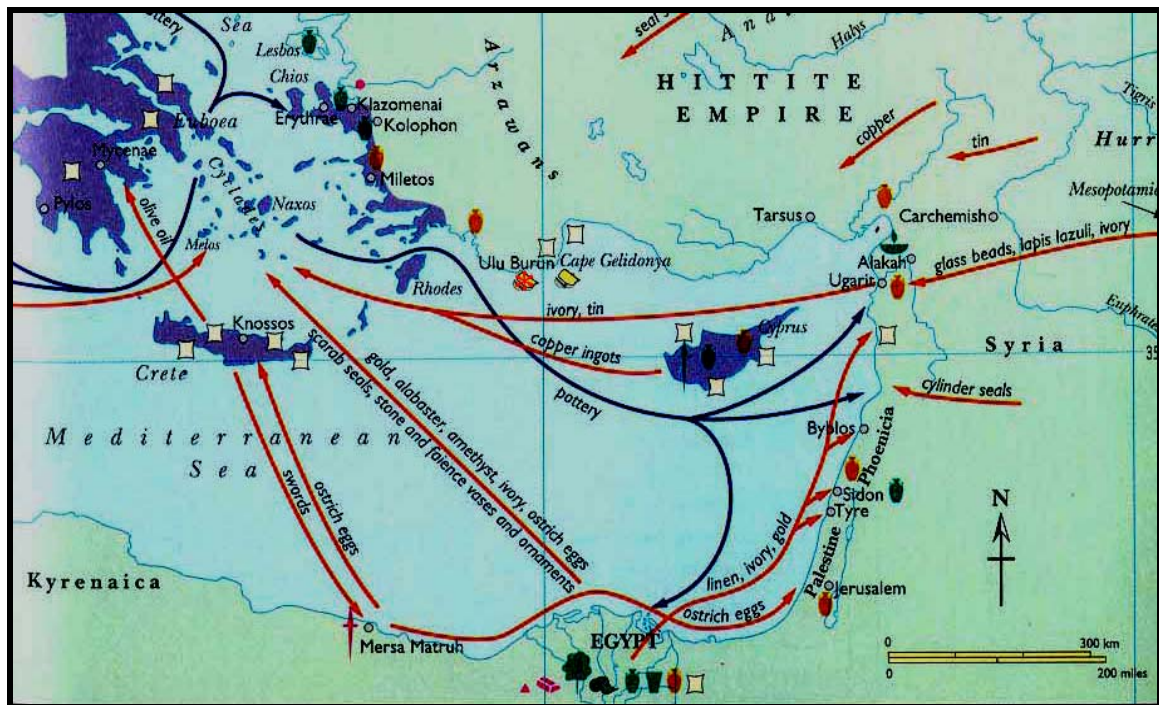 pottery
Sea
Lesbos
Chios
Klazomenai
Erythrae
Kolophon
Euboea
Mycenae
Miletos
Pylos
Cyclades
Naxos
Melos
olive oil
Arzawans
seal
Halys
HITTITE
EMPIRE
copper
tin
Tigris
Hurr
Mesopotamia
Tarsus
Carchemish
Alakah
Ugarit
glass beads, lapis lazuli, ivory
Euphrate
Ulu Burun
Cape Gelidonya
Rhodes
ivory, tin
copper ingots
Cyprus
Syria
35
Knossos
Crete
Mediterranean
Sea
pottery
cylinder seals
Byblos
Phoenicia
gold, alabaster, amethyst, ivory, ostrich eggs
scarab seals, stone and faience vases and ornaments
swords
ostrich eggs
Sidon
Tyre
N
Kyrenaica
linen, ivory, gold
Palestine
Jerusalem
ostrich eggs
Mersa Matruh
EGYPT
0 300 km
0 200 miles